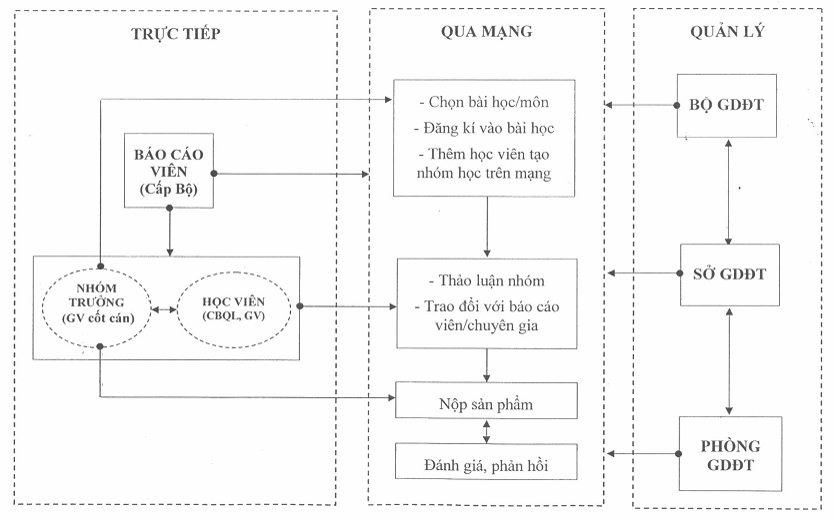 TRỰC TIẾP
BÁO CÁO
VIÊN
(Cấp Bộ)
NHÓM
TRƯỞNG
(GV cốt cán)
HỌC VIÊN
(CBQL, GV)
QUA MẠNG
- Chọn bài học/môn
- Đăng kí vào bài học
- Thêm học viên tạo
nhóm học trên mạng
- Thảo luận nhóm
- Trao đổi với báo cáo
viên/chuyên gia
Nộp sản phẩm
Đánh giá, phản hồi
QUẢN LÝ
BỘ GDĐT
SỞ GDĐT
PHÒNG
GDĐT